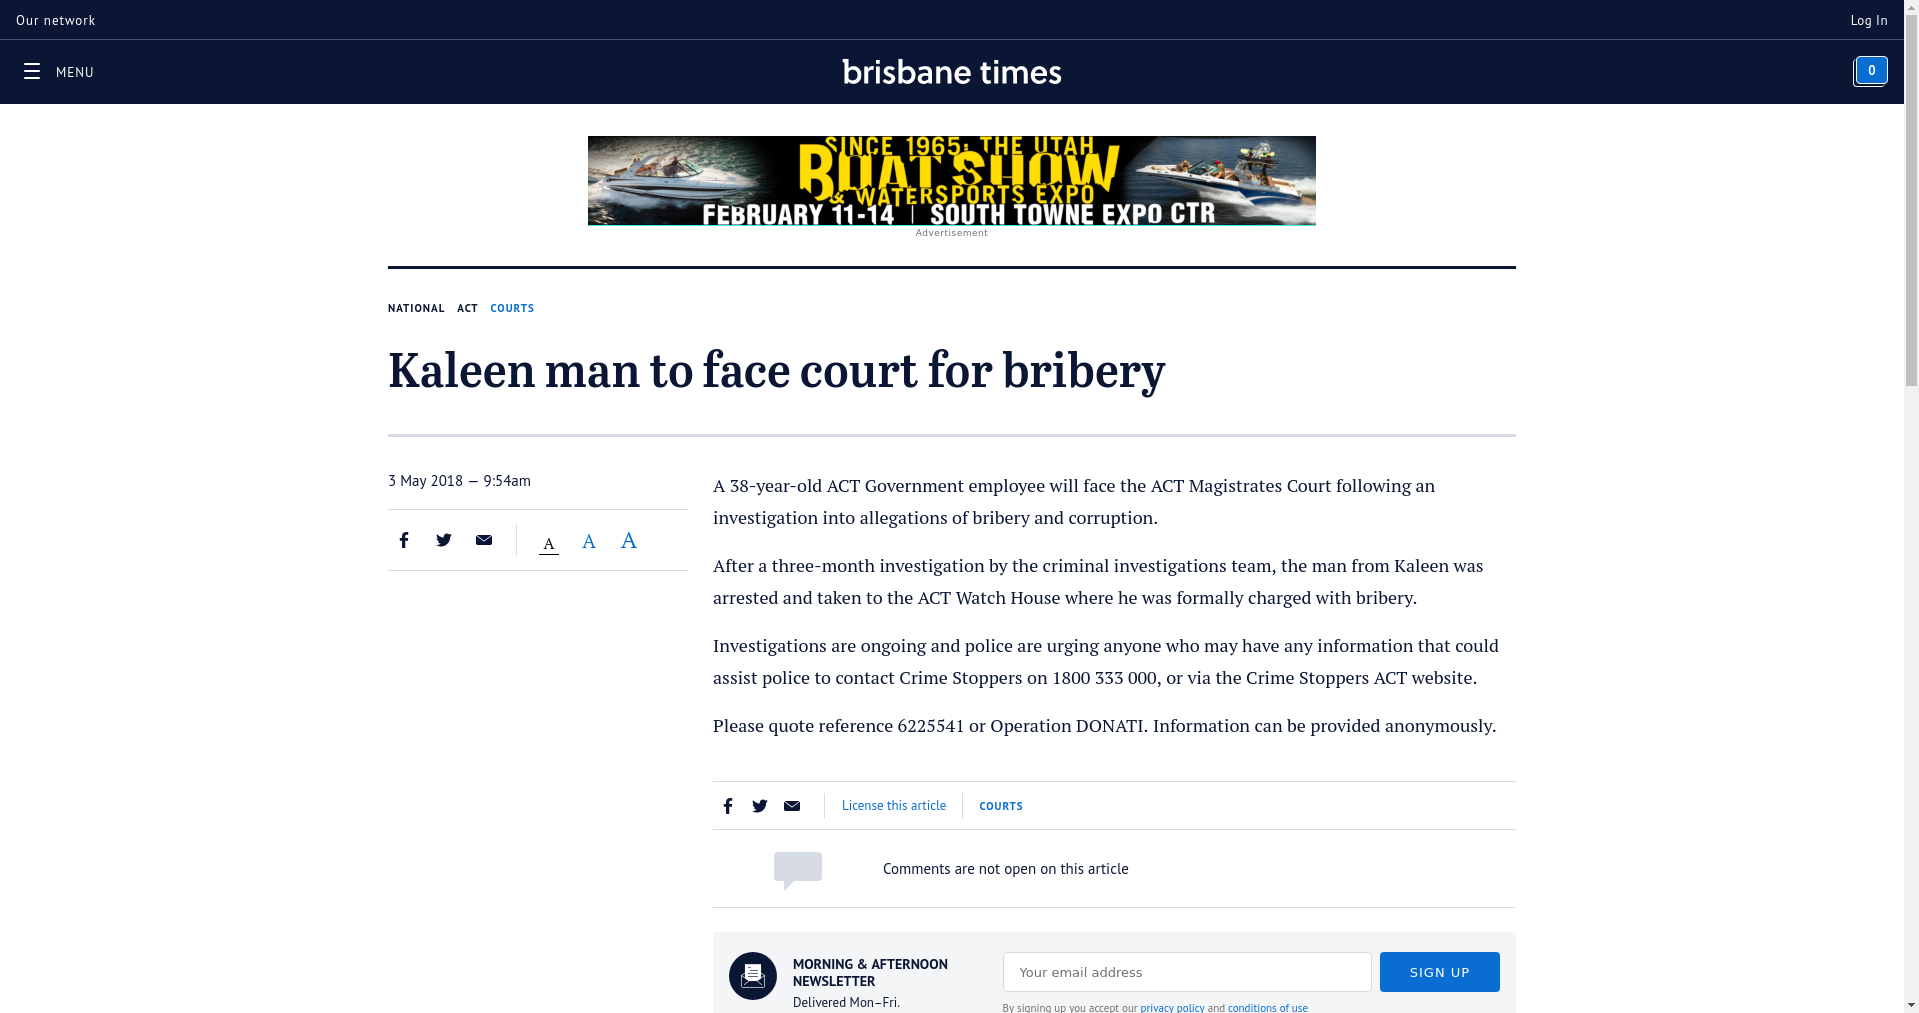 Our network
Log In
MENU
brisbane times
0
SINCE 1965: THE UTAH
BOAT SHOW
& WATERSPORTS EXPO
FEBRUARY 11-14 | SOUTH TOWNE EXPO CTR
Advertisement
NATIONAL ACT COURTS
Kaleen man to face court for bribery
3 May 2018 — 9:54am
A A A
A 38-year-old ACT Government employee will face the ACT Magistrates Court following an
investigation into allegations of bribery and corruption.
After a three-month investigation by the criminal investigations team, the man from Kaleen was
arrested and taken to the ACT Watch House where he was formally charged with bribery.
Investigations are ongoing and police are urging anyone who may have any information that could
assist police to contact Crime Stoppers on 1800 333 000, or via the Crime Stoppers ACT website.
Please quote reference 6225541 or Operation DONATI. Information can be provided anonymously.
License this article
COURTS
Comments are not open on this article
MORNING & AFTERNOON
NEWSLETTER
Delivered Mon–Fri.
Your email address
SIGN UP
By signing up you accept our privacy policy and conditions of use